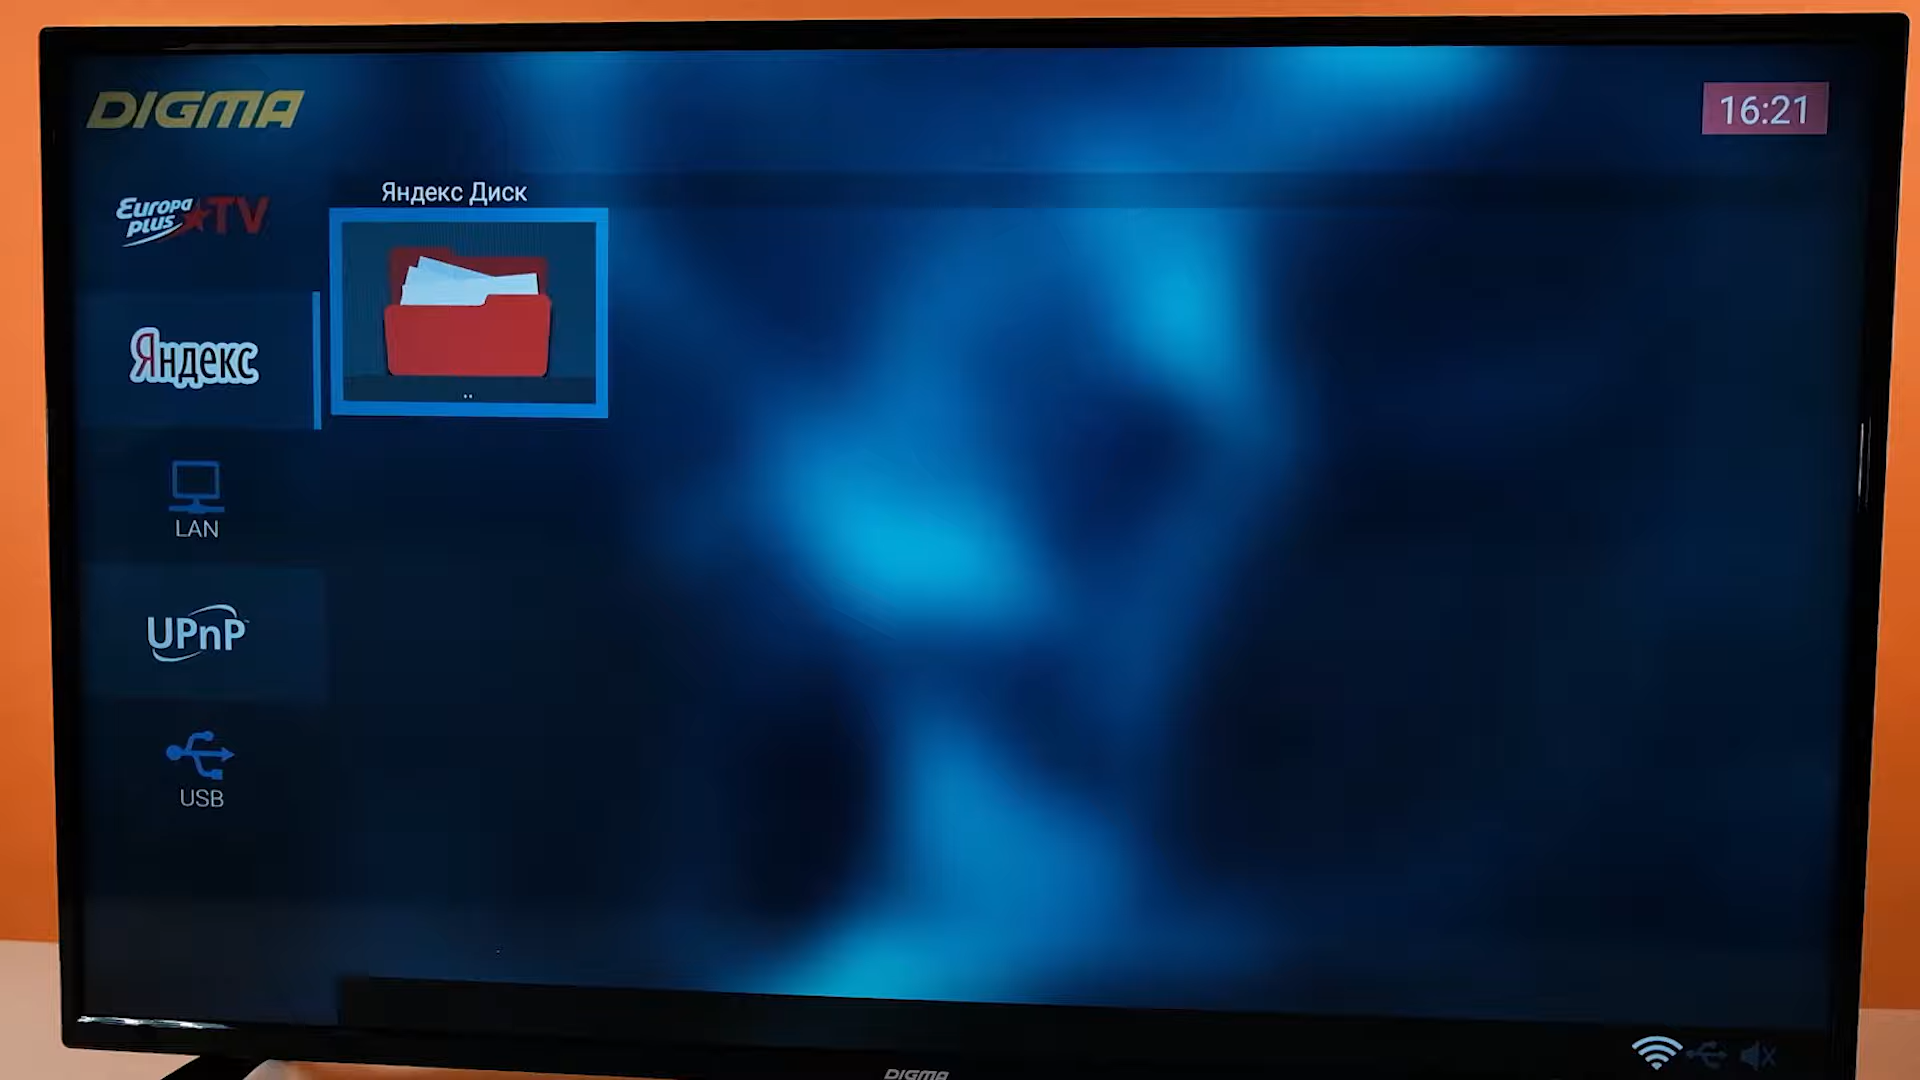 DIGMA
16:21
Яндекс Диск
Europa
plus TV
..
Яндекс
LAN
UPnP
USB
DIGMA